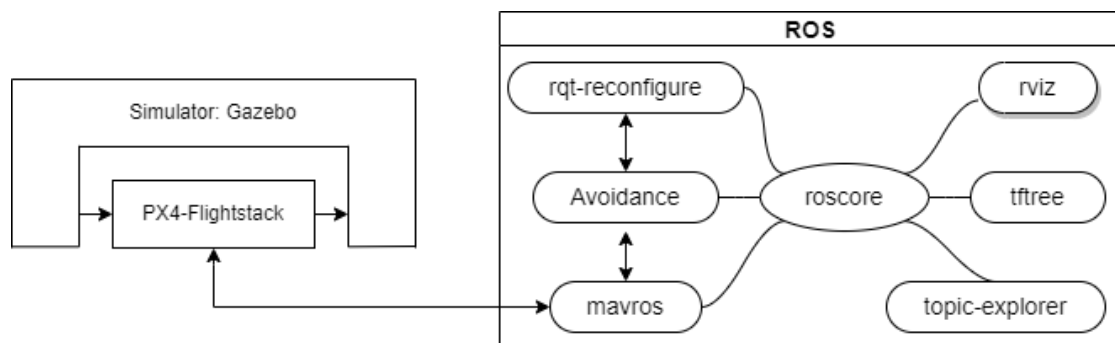 ROS
Simulator: Gazebo
PX4-Flightstack
rqt-reconfigure
rviz
Avoidance
roscore
tftree
mavros
topic-explorer